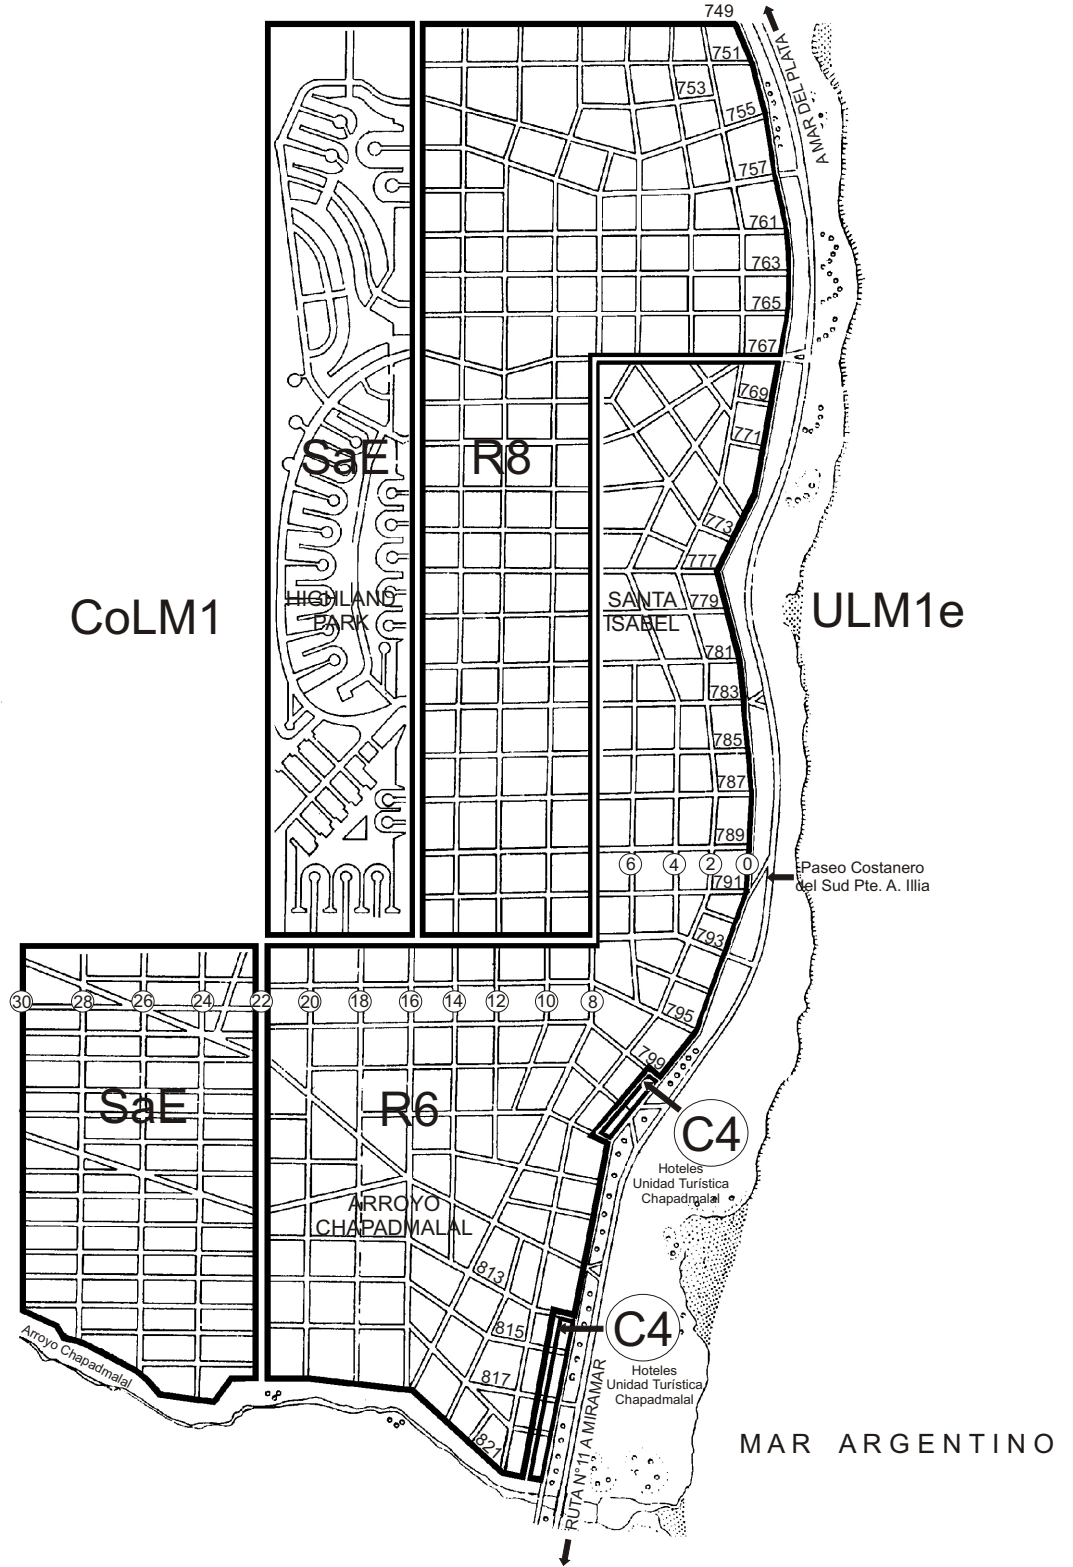 749
751
753
755
757
761
763
765
767
769
771
773
777
779
781
783
785
787
789
6 4 2 0
791
793
795
799
A MAR DEL PLATA
SaE
R8
HIGHLAND
PARK
SANTA
ISABEL
CoLM1
ULM1e
Paseo Costanero
del Sud Pte. A. Illia
30 28 26 24 22 20 18 16 14 12 10 8
SaE
R6
C4
Hoteles
Unidad Turística
Chapadmalal
ARROYO
CHAPADMALAL
813
815
817
821
C4
Hoteles
Unidad Turística
Chapadmalal
Arroyo Chapadmalal
RUTA Nº11 A MIRAMAR
MAR ARGENTINO